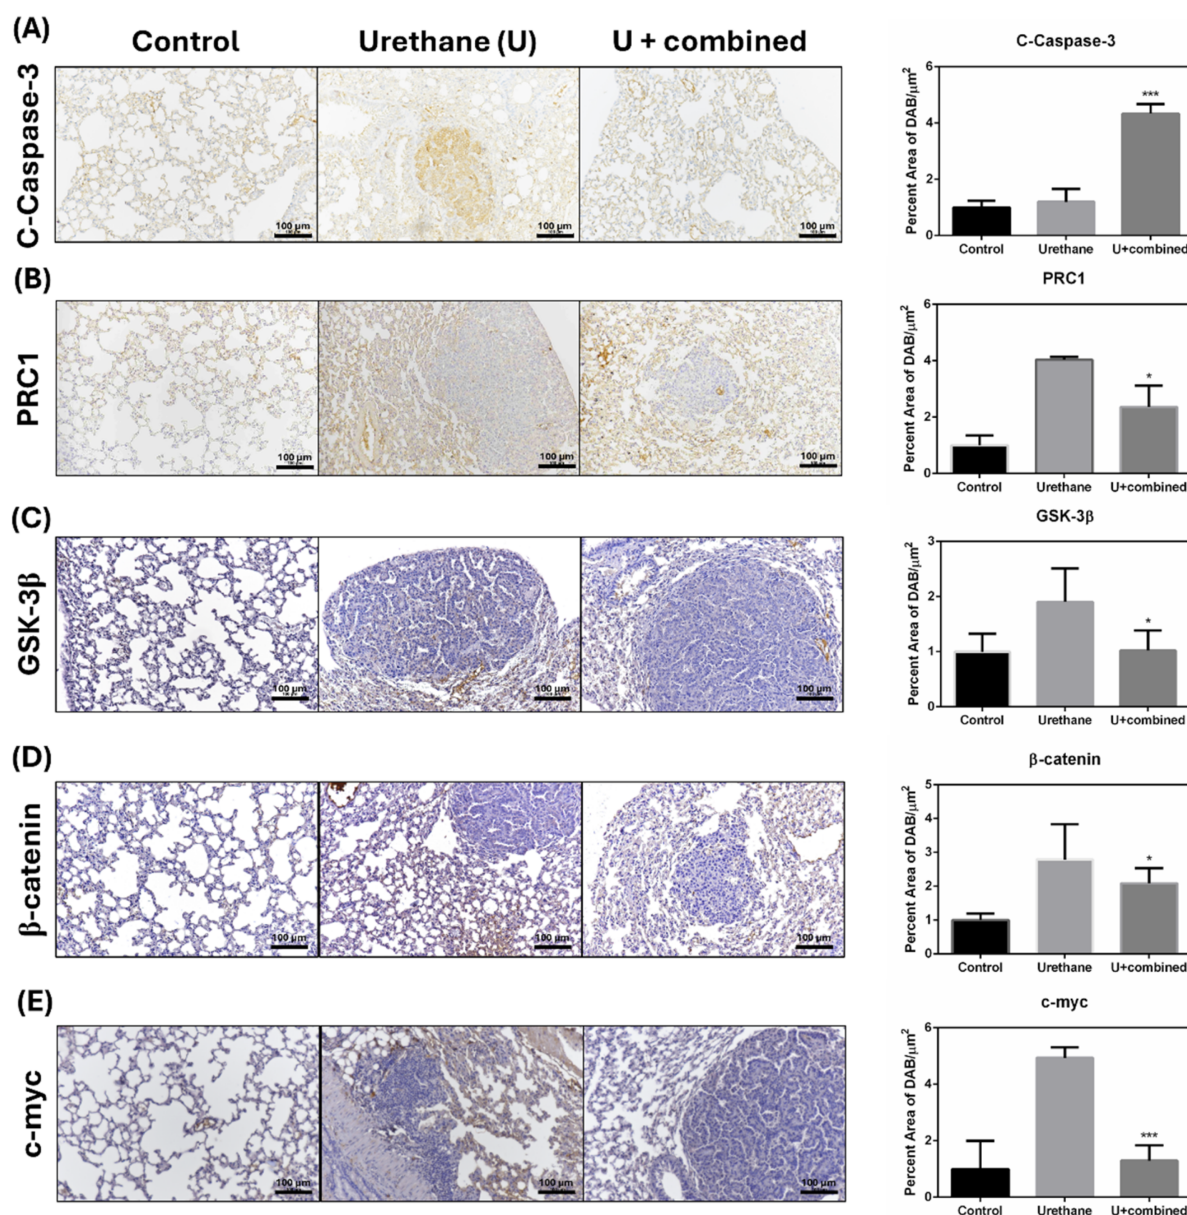 (A)
Control
Urethane (U)
U + combined
C-Caspase-3
100 µm
100 µm
100 µm
C-Caspase-3
Percent Area of DAB/µm²
6
4
2
0
***
Control
Urethane
U+combined
(B)
PRC1
100 µm
100 µm
100 µm
PRC1
Percent Area of DAB/µm²
6
4
2
0
*
Control
Urethane
U+combined
(C)
GSK-3β
100 µm
100 µm
100 µm
GSK-3β
Percent Area of DAB/µm²
3
2
1
0
*
Control
Urethane
U+combined
(D)
β-catenin
100 µm
100 µm
100 µm
β-catenin
Percent Area of DAB/µm²
5
4
3
2
1
0
*
Control
Urethane
U+combined
(E)
c-myc
100 µm
100 µm
100 µm
c-myc
Percent Area of DAB/µm²
6
4
2
0
***
Control
Urethane
U+combined